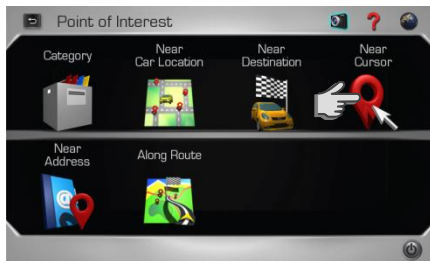 Point of Interest
?
Category
Near
Car Location
Near
Destination
Near
Cursor
@
Near
Address
Along Route